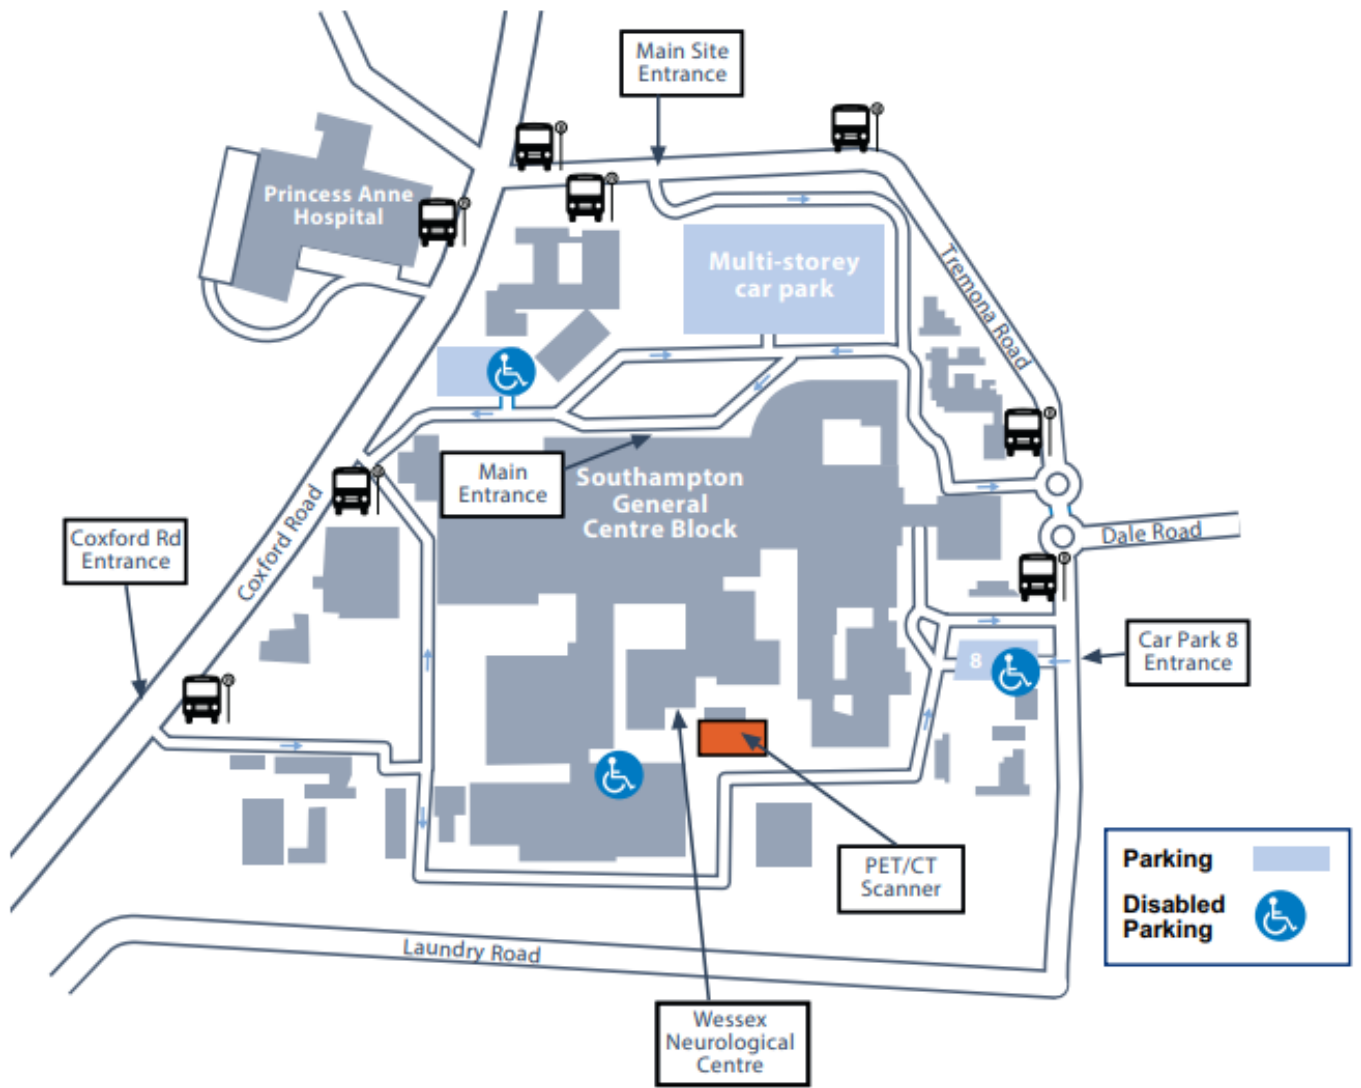 Main Site
Entrance
Princess Anne
Hospital
Multi-storey
car park
Tremona Road
Main
Entrance
Southampton
General
Centre Block
Coxford Rd
Entrance
Coxford Road
Dale Road
Car Park 8
Entrance
8
PET/CT
Scanner
Parking
Disabled
Parking
Laundry Road
Wessex
Neurological
Centre